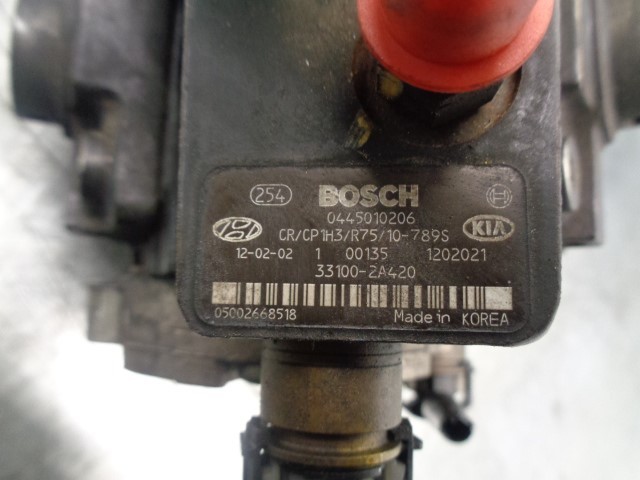 254 BOSCH
0445010206
CR/CP1H3/R75/10-789S KIA
12-02-02 1 00135 1202021
33100-2A420
05002668518 Made in KOREA